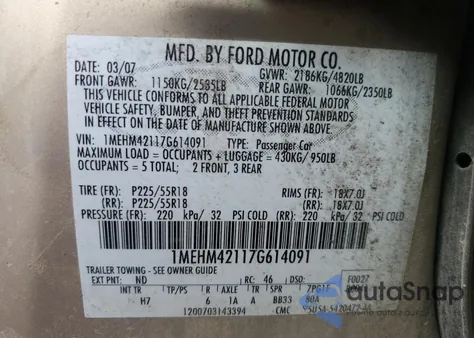 MFD. BY FORD MOTOR CO.
DATE: 03/07 GVWR: 2186KG/4820LB
FRONT GAWR: 1150KG/2535LB REAR GAWR: 1066KG/2350LB
THIS VEHICLE CONFORMS TO ALL APPLICABLE FEDERAL MOTOR
VEHICLE SAFETY, BUMPER, AND THEFT PREVENTION STANDARDS
IN EFFECT ON THE DATE OF MANUFACTURE SHOWN ABOVE.
VIN: 1MEHM42117G614091 TYPE: Passenger Car
MAXIMUM LOAD = OCCUPANTS + LUGGAGE = 430KG/ 950LB
OCCUPANTS = 5 TOTAL; 2 FRONT, 3 REAR
TIRE (FR): P225/55R18 RIMS (FR): 18X7.0J
(RR): P225/55R18 (RR): 18X7.0J
PRESSURE (FR): 220 kPa/ 32 PSI COLD (RR): 220 kPa/ 32 PSI COLD
1MEHM42117G614091
TRAILER TOWING - SEE OWNER GUIDE
EXT PNT: ND RC: 46 DSO: F0027
INT TR TP/PS R AXLE TR SPR
H7 6 1A A BB33 80A
1200703143394 CMC
autoSnap